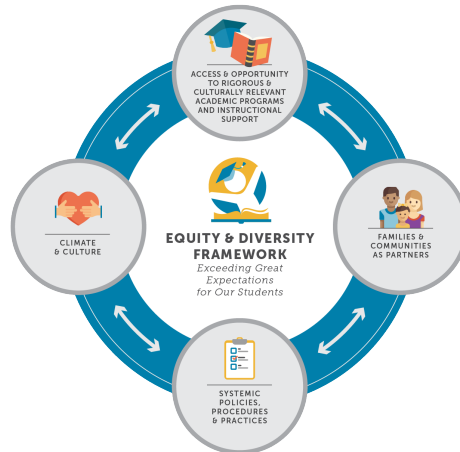 ACCESS & OPPORTUNITY
TO RIGOROUS &
CULTURALLY RELEVANT
ACADEMIC PROGRAMS
AND INSTRUCTIONAL
SUPPORT
CLIMATE
& CULTURE
EQUITY & DIVERSITY
FRAMEWORK
Exceeding Great
Expectations
for Our Students
FAMILIES &
COMMUNITIES
AS PARTNERS
SYSTEMIC
POLICIES,
PROCEDURES
& PRACTICES